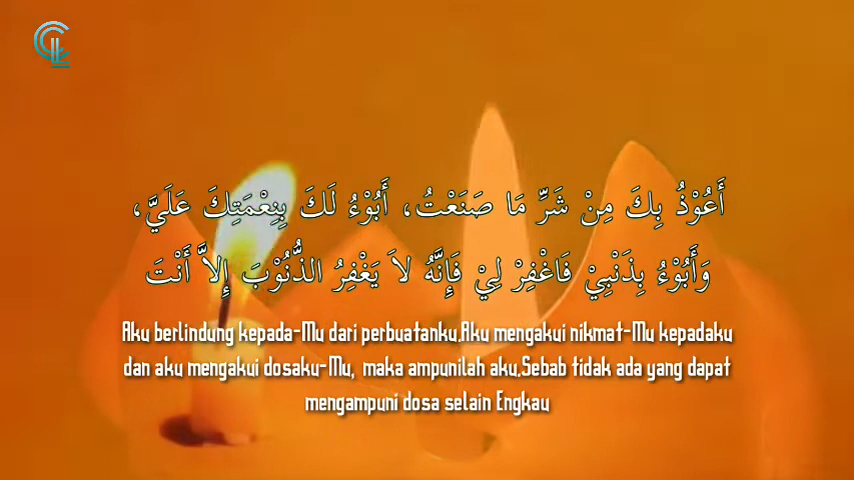 أَعُوْذُ بِكَ مِنْ شَرِّ مَا صَنَعْتُ، أَبُوْءُ لَكَ بِنِعْمَتِكَ عَلَيَّ،
وَأَبُوْءُ بِذَنْبِيْ فَاغْفِرْ لِيْ فَإِنَّهُ لاَ يَغْفِرُ الذُّنُوْبَ إِلاَّ أَنْتَ
Aku berlindung kepada-Mu dari perbuatanku.Aku mengakui nikmat-Mu kepadaku
dan aku mengakui dosaku-Mu, maka ampunilah aku.Sebab tidak ada yang dapat
mengampuni dosa selain Engkau